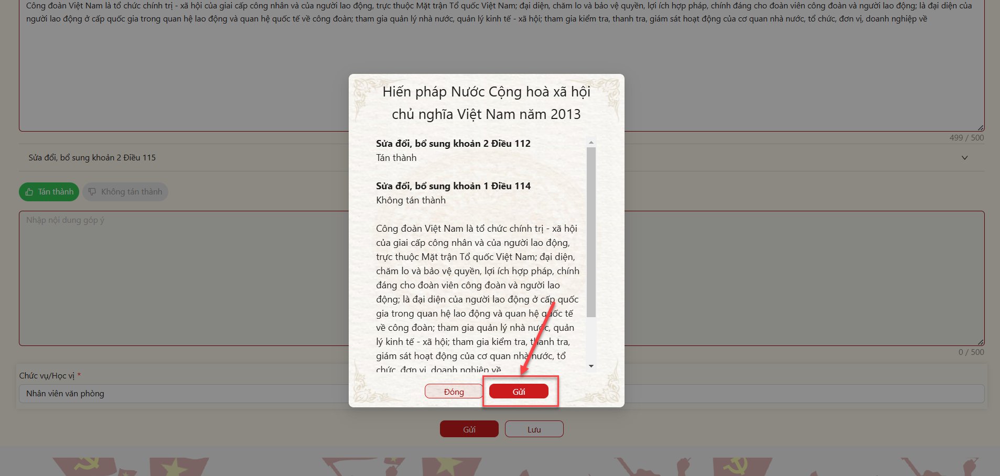 Công đoàn Việt Nam là tổ chức chính trị - xã hội của giai cấp công nhân và của người lao động, trực thuộc Mặt trận Tổ quốc Việt Nam; đại diện, chăm lo và bảo vệ quyền, lợi ích hợp pháp, chính đáng cho đoàn viên công đoàn và người lao động; là đại diện của
người lao động ở cấp quốc gia trong quan hệ lao động và quan hệ quốc tế về công đoàn; tham gia quản lý nhà nước, quản lý kinh tế - xã hội; tham gia kiểm tra, thanh tra, giám sát hoạt động của cơ quan nhà nước, tổ chức, đơn vị, doanh nghiệp về
499 / 500
Sửa đổi, bổ sung khoản 2 Điều 115
Tán thành
Không tán thành
Nhập nội dung góp ý
0 / 500
Chức vụ/Học vị *
Nhân viên văn phòng
Hiến pháp Nước Cộng hoà xã hội
chủ nghĩa Việt Nam năm 2013
Sửa đổi, bổ sung khoản 2 Điều 112
Tán thành
Sửa đổi, bổ sung khoản 1 Điều 114
Không tán thành
Công đoàn Việt Nam là tổ chức chính trị - xã hội
của giai cấp công nhân và của người lao động,
trực thuộc Mặt trận Tổ quốc Việt Nam; đại diện,
chăm lo và bảo vệ quyền, lợi ích hợp pháp, chính
đáng cho đoàn viên công đoàn và người lao
động; là đại diện của người lao động ở cấp quốc
gia trong quan hệ lao động và quan hệ quốc tế
về công đoàn; tham gia quản lý nhà nước, quản
lý kinh tế - xã hội; tham gia kiểm tra, thanh tra,
giám sát hoạt động của cơ quan nhà nước, tổ
chức, đơn vị, doanh nghiệp về
Đóng
Gửi
Gửi
Lưu